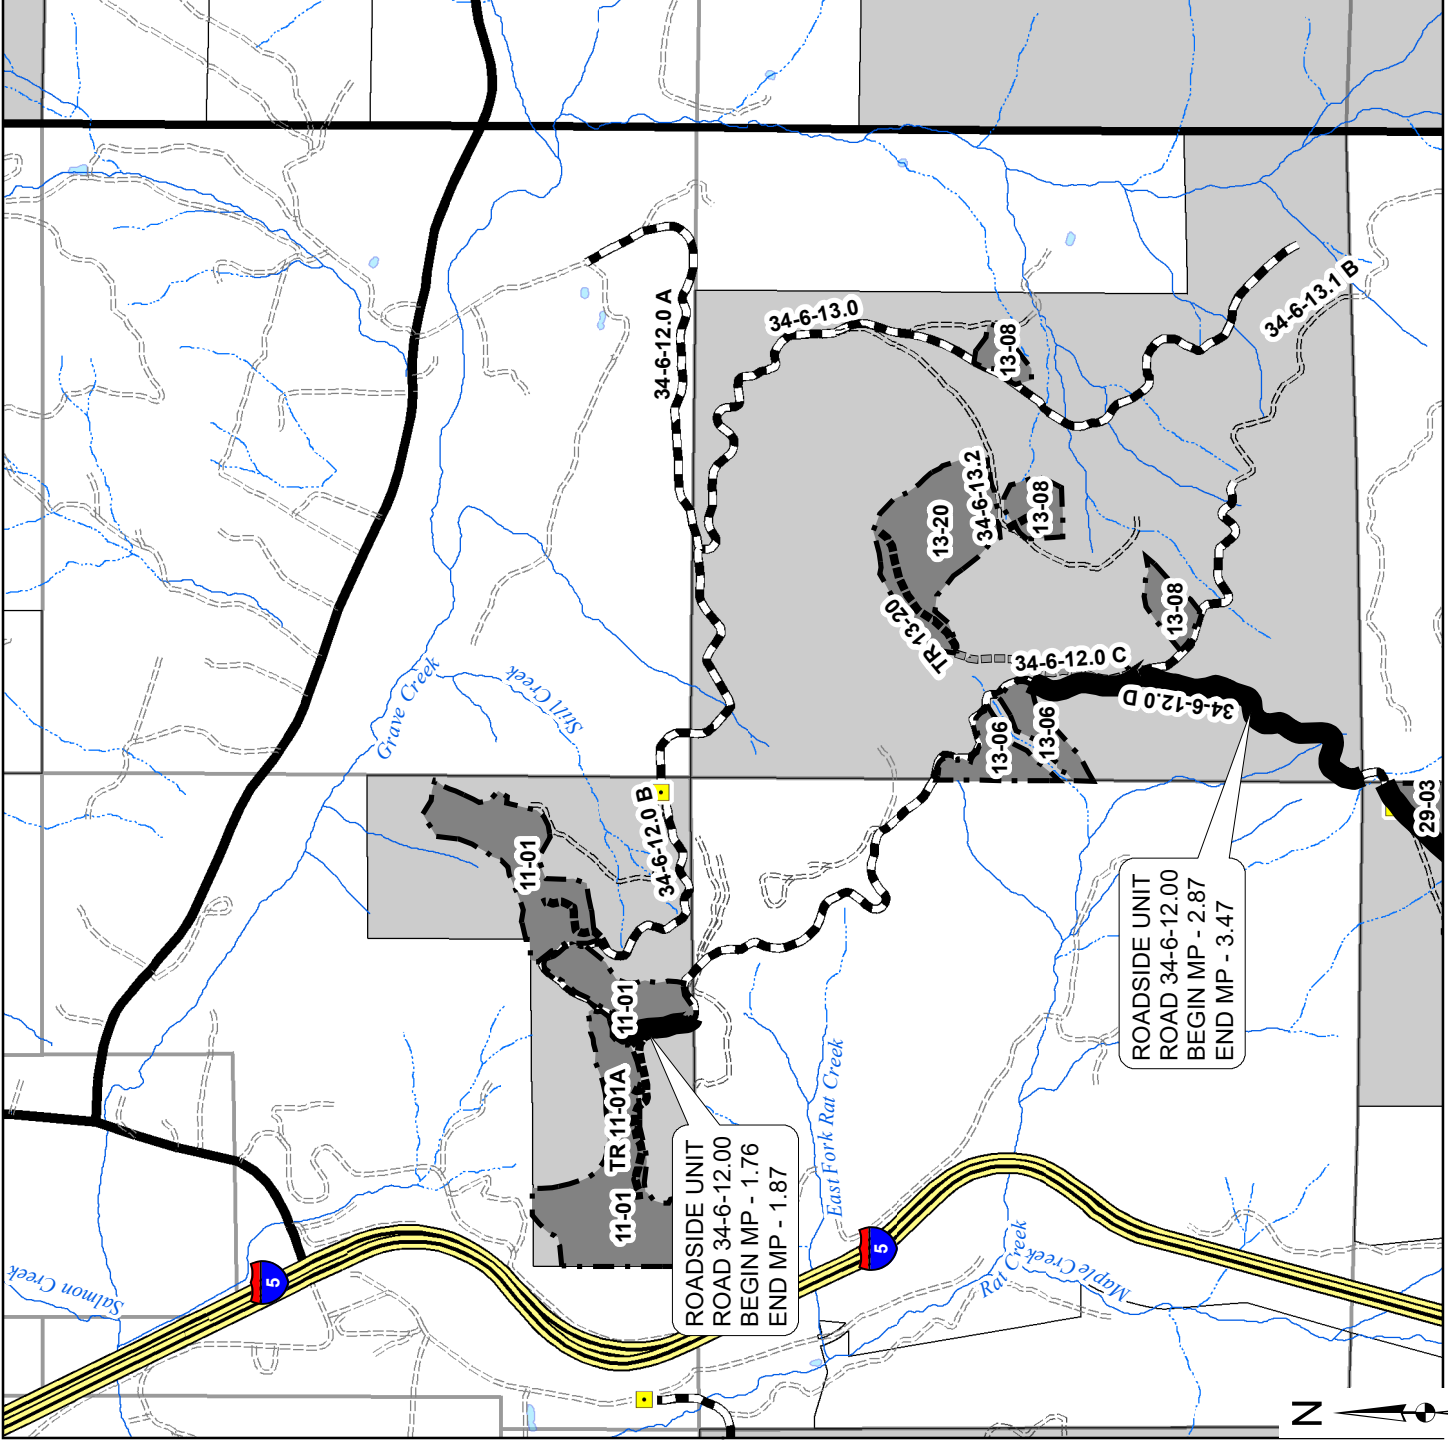 34-6-12.0 A
34-6-13.0
13-08
34-6-13.1 B
13-20
34-6-13.2
13-08
TR 13-20
13-08
34-6-12.0 C
34-6-12.0 D
13-06
13-06
Grave Creek
Still Creek
34-6-12.0 B
11-01
11-01
TR 11-01A
11-01
29-03
ROADSIDE UNIT
ROAD 34-6-12.00
BEGIN MP - 2.87
END MP - 3.47
ROADSIDE UNIT
ROAD 34-6-12.00
BEGIN MP - 1.76
END MP - 1.87
East Fork Rat Creek
Rat Creek
Maple Creek
Salmon Creek
5
5
N